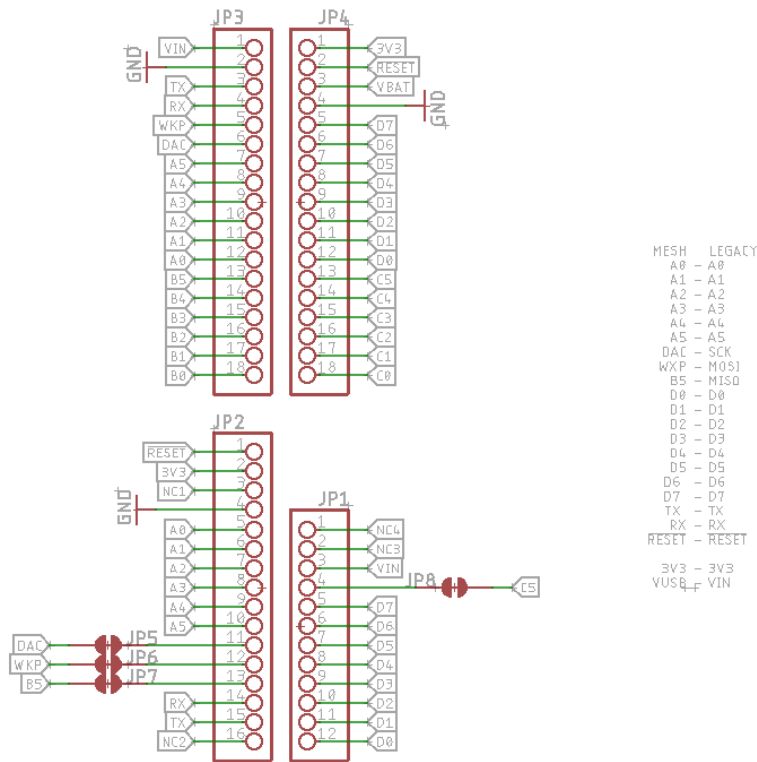 JP3 JP4
VIN 1 1 3V3
GND 2 2 RESET
TX 3 3 VBAT
RX 4 4 GND
WKP 5 5 D7
DAC 6 6 D6
A5 7 7 D5
A4 8 8 D4
A3 9 9 D3
A2 10 10 D2
A1 11 11 D1
A0 12 12 D0
B5 13 13 C5
B4 14 14 C4
B3 15 15 C3
B2 16 16 C2
B1 17 17 C1
B0 18 18 C0
JP2
RESET 1
3V3 2
NC1 3
GND 4
A0 5
A1 6
A2 7
A3 8
A4 9
A5 10
DAC JP5 11
WKP JP6 12
B5 JP7 13
RX 14
TX 15
NC2 16
JP1
1 NC4
2 NC3
3 VIN
4 JP8 C5
5 D7
6 D6
7 D5
8 D4
9 D3
10 D2
11 D1
12 D0
MESH LEGACY
A0 - A0
A1 - A1
A2 - A2
A3 - A3
A4 - A4
A5 - A5
DAC - SCK
WXP - MOSI
B5 - MISO
D0 - D0
D1 - D1
D2 - D2
D3 - D3
D4 - D4
D5 - D5
D6 - D6
D7 - D7
TX - TX
RX - RX
RESET - RESET
3V3 - 3V3
VUSB - VIN